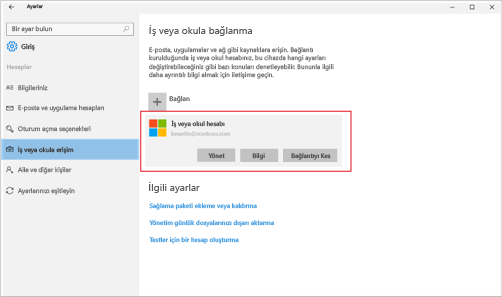 Ayarlar
Bir ayar bulun
Giriş
Hesaplar
Bilgileriniz
E-posta ve uygulama hesapları
Oturum açma seçenekleri
İş veya okula erişim
Aile ve diğer kişiler
Ayarlarınızı eşitleyin
İş veya okula bağlanma
E-posta, uygulamalar ve ağ gibi kaynaklara erişin. Bağlantı
kurulduğunda iş veya okul hesabınız, bu cihazda hangi ayarları
değiştirebileceğiniz gibi bazı konuları denetleyebilir. Bununla ilgili
daha ayrıntılı bilgi almak için iletişime geçin.
Bağlan
İş veya okul hesabı
Yönet
Bilgi
Bağlantıyı Kes
İlgili ayarlar
Sağlama paketi ekleme veya kaldırma
Yönetim günlük dosyalarınızı dışarı aktarma
Testler için bir hesap oluşturma